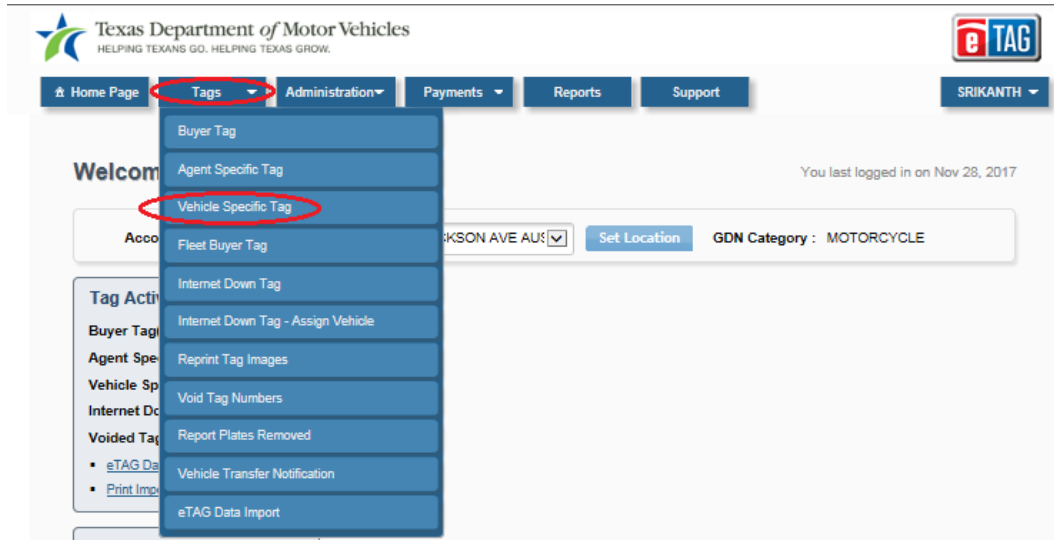 Texas Department of Motor Vehicles
HELPING TEXANS GO. HELPING TEXAS GROW.
eTAG
Home Page
Tags
Administration
Payments
Reports
Support
SRIKANTH
Buyer Tag
Agent Specific Tag
Vehicle Specific Tag
Fleet Buyer Tag
Internet Down Tag
Internet Down Tag - Assign Vehicle
Reprint Tag Images
Void Tag Numbers
Report Plates Removed
Vehicle Transfer Notification
eTAG Data Import
Welcom
You last logged in on Nov 28, 2017
Acco
KSON AVE AUS
Set Location
GDN Category : MOTORCYCLE
Tag Activ
Buyer Tag
Agent Spe
Vehicle Sp
Internet Do
Voided Tag
eTAG Da
Print Impo